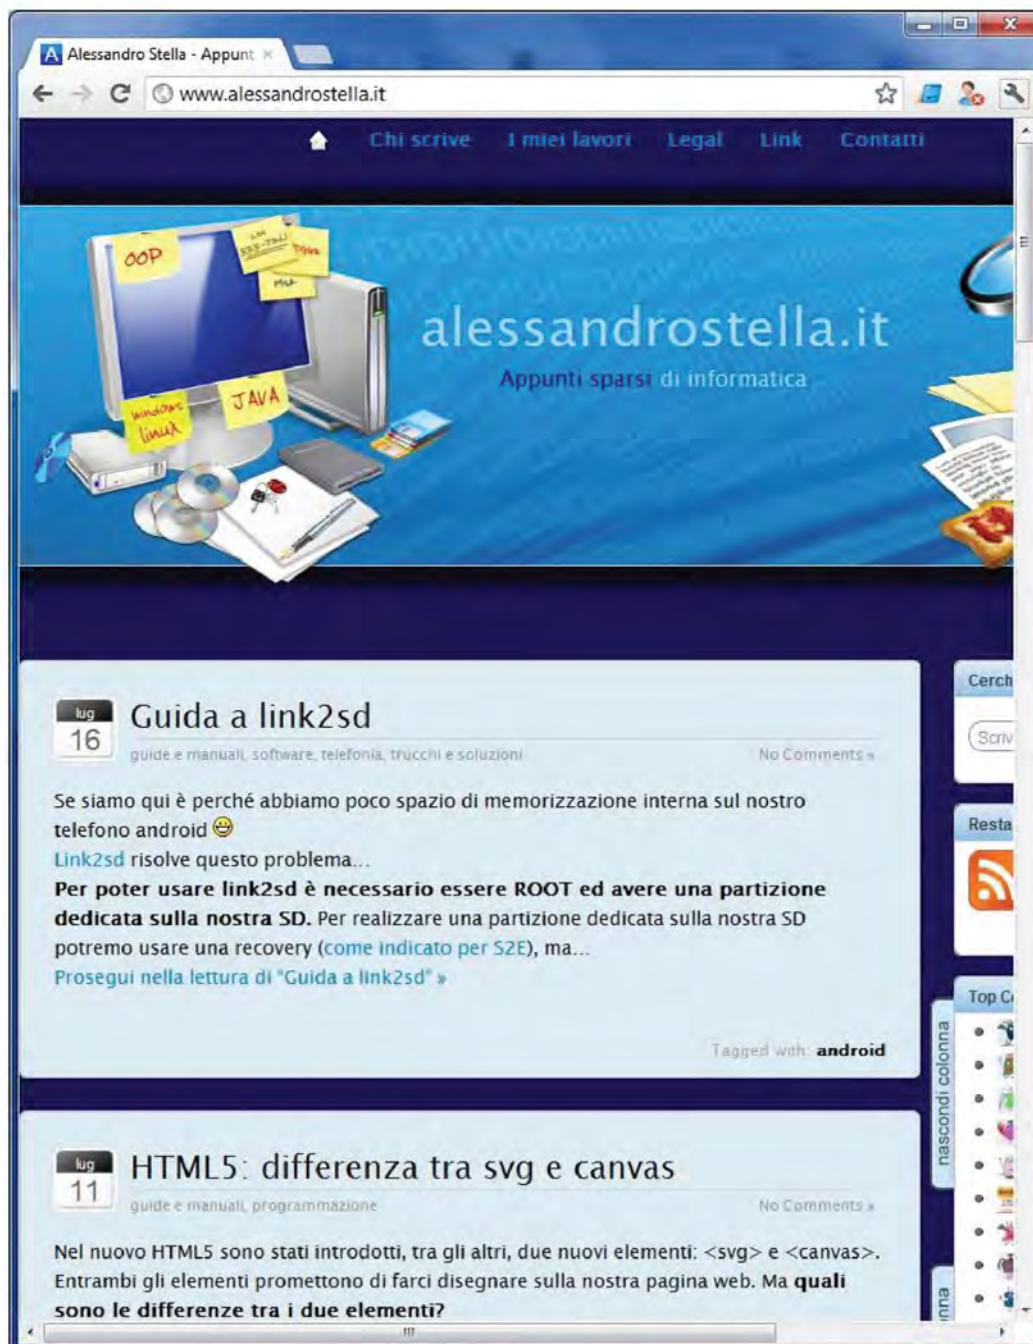 Alessandro Stella - Appunt
www.alessandrostella.it
Chi scrive I miei lavori Legal Link Contatti
OOP
MILK
windows
linux
JAVA
alessandrostella.it
Appunti sparsi di informatica
lug
16
Guida a link2sd
guide e manuali, software, telefonia, trucchi e soluzioni No Comments »
Se siamo qui è perché abbiamo poco spazio di memorizzazione interna sul nostro
telefono android
Link2sd risolve questo problema...
Per poter usare link2sd è necessario essere ROOT ed avere una partizione
dedicata sulla nostra SD. Per realizzare una partizione dedicata sulla nostra SD
potremo usare una recovery (come indicato per S2E), ma...
Prosegui nella lettura di "Guida a link2sd" »
Tagged with: android
Cerch
Scriv
Resta
Top C
nascondi colonna
lug
11
HTML5: differenza tra svg e canvas
guide e manuali, programmazione No Comments »
Nel nuovo HTML5 sono stati introdotti, tra gli altri, due nuovi elementi: <svg> e <canvas>.
Entrambi gli elementi promettono di farci disegnare sulla nostra pagina web. Ma quali
sono le differenze tra i due elementi?
nna